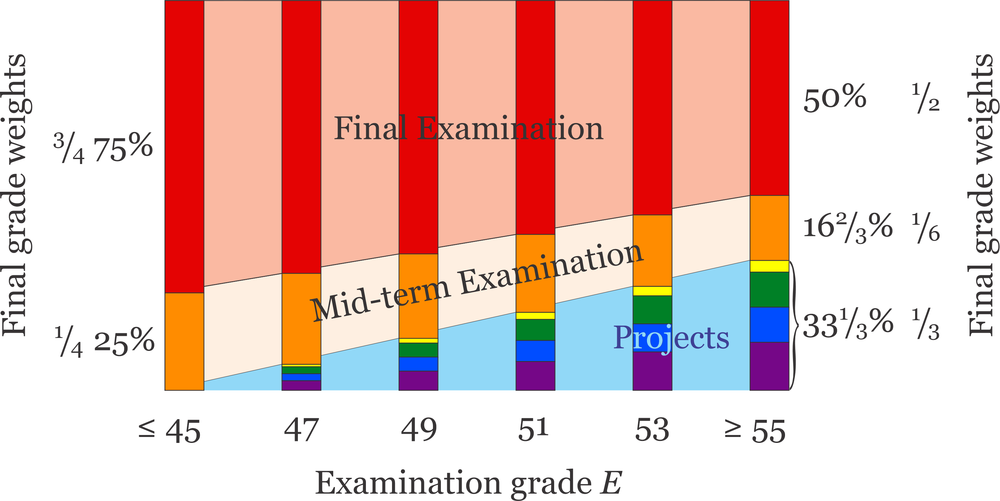 Final grade weights
¾ 75%
¼ 25%
Final Examination
Mid-term Examination
Projects
50% ½
16⅔% ⅙
33⅓% ⅓
Final grade weights
≤ 45 47 49 51 53 ≥ 55
Examination grade E